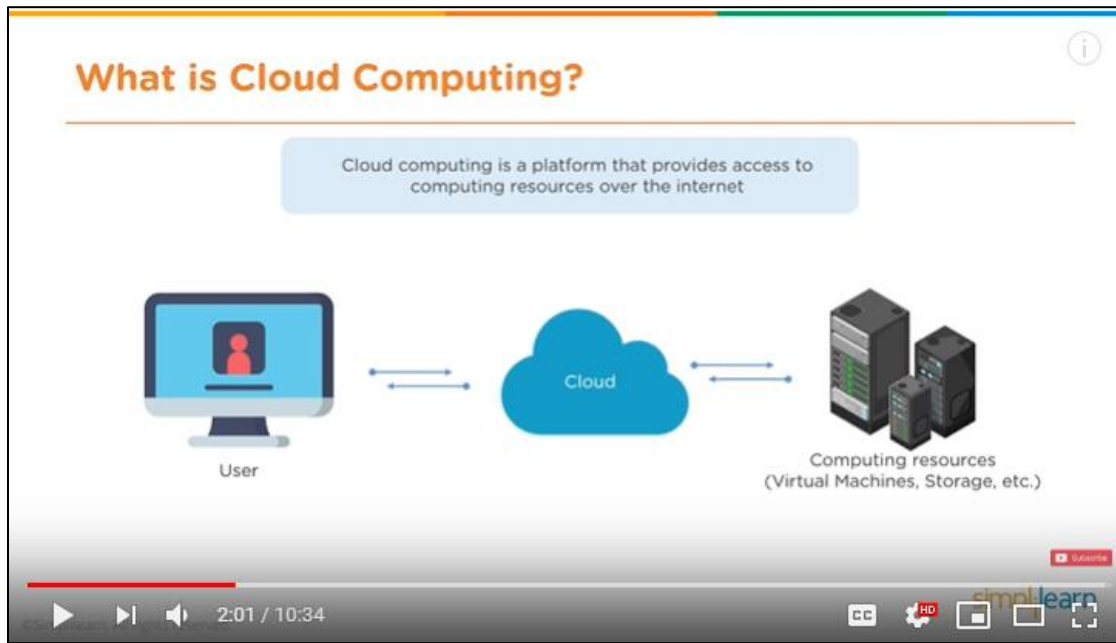 What is Cloud Computing?
Cloud computing is a platform that provides access to
computing resources over the internet
Cloud
User
Computing resources
(Virtual Machines, Storage, etc.)
Subscribe
simplilearn
2:01 / 10:34
CC
HD